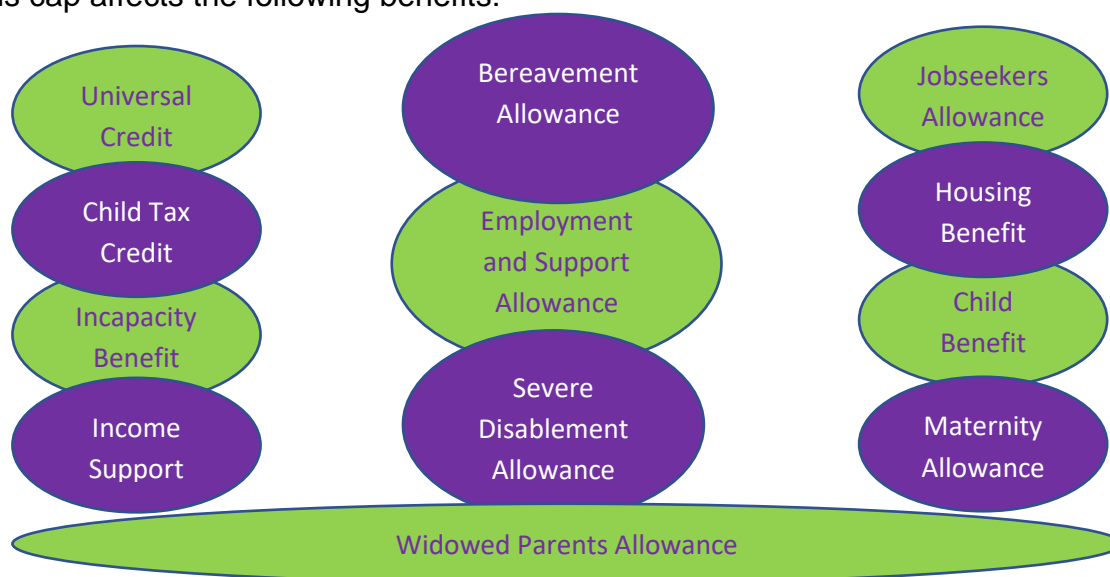 s cap affects the following benefits:
Universal
Credit
Child Tax
Credit
Incapacity
Benefit
Income
Support
Bereavement
Allowance
Employment
and Support
Allowance
Severe
Disablement
Allowance
Jobseekers
Allowance
Housing
Benefit
Child
Benefit
Maternity
Allowance
Widowed Parents Allowance